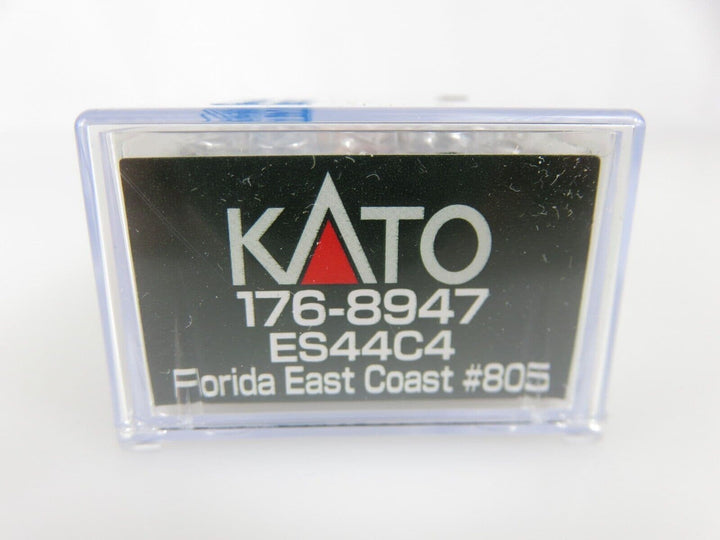 KATO
176-8947
ES44C4
Florida East Coast #805